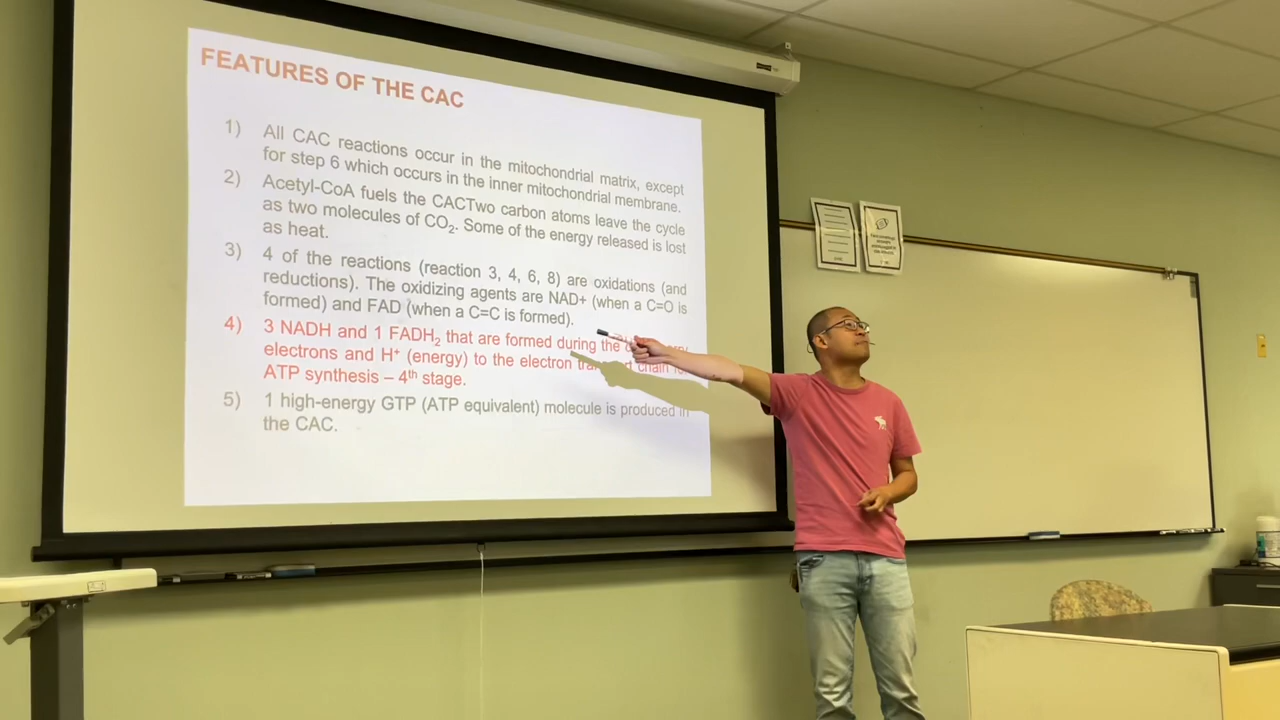 FEATURES OF THE CAC
1) All CAC reactions occur in the mitochondrial matrix, except
for step 6 which occurs in the inner mitochondrial membrane.
2) Acetyl-CoA fuels the CACTwo carbon atoms leave the cycle
as two molecules of CO₂. Some of the energy released is lost
as heat.
3) 4 of the reactions (reaction 3, 4, 6, 8) are oxidations (and
reductions). The oxidizing agents are NAD+ (when a C=O is
formed) and FAD (when a C=C is formed).
4) 3 NADH and 1 FADH₂ that are formed during the
electrons and H⁺ (energy) to the electron chain
ATP synthesis – 4th stage.
5) 1 high-energy GTP (ATP equivalent) molecule is produced in
the CAC.